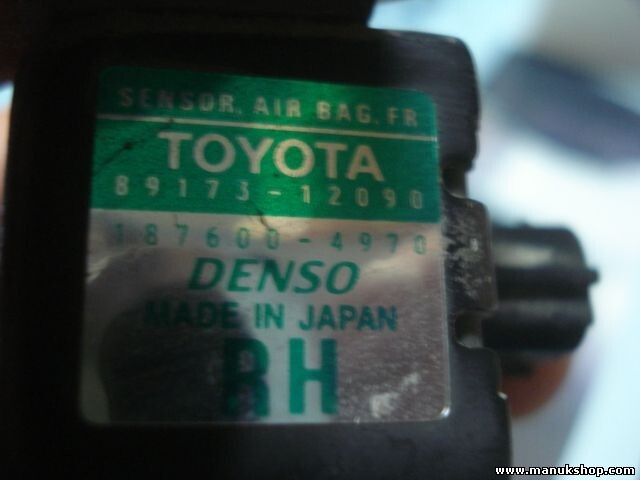 SENSOR, AIR BAG, FR
TOYOTA
89173-12090
187600-4970
DENSO
MADE IN JAPAN
RH
www.manukshop.com